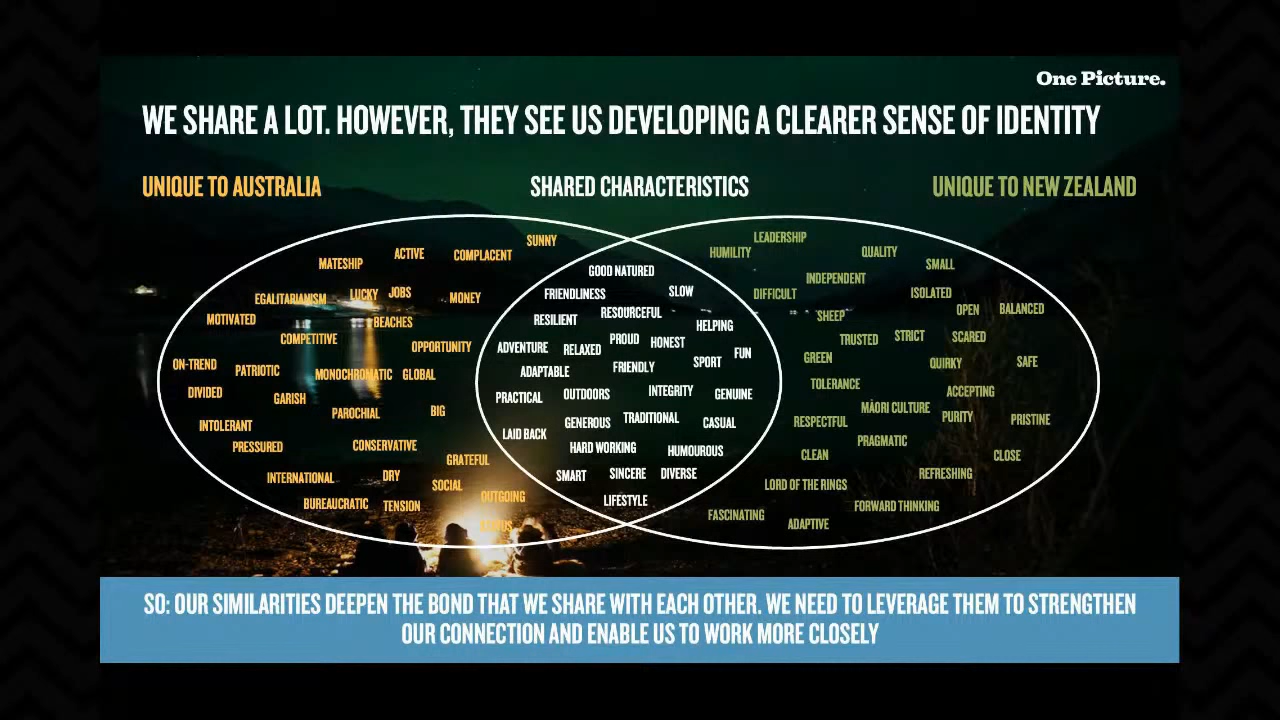 One Picture.
WE SHARE A LOT. HOWEVER, THEY SEE US DEVELOPING A CLEARER SENSE OF IDENTITY
UNIQUE TO AUSTRALIA
SHARED CHARACTERISTICS
UNIQUE TO NEW ZEALAND
SUNNY
ACTIVE
COMPLACENT
MATESHIP
EGALITARIANISM
LUCKY
JOBS
MONEY
MOTIVATED
BEACHES
COMPETITIVE
OPPORTUNITY
ON-TREND
PATRIOTIC
MONOCHROMATIC
GLOBAL
DIVIDED
GARISH
PAROCHIAL
BIG
INTOLERANT
PRESSURED
CONSERVATIVE
GRATEFUL
INTERNATIONAL
DRY
SOCIAL
OUTGOING
BUREAUCRATIC
TENSION
GOOD NATURED
FRIENDLINESS
SLOW
RESOURCEFUL
RESILIENT
HELPING
PROUD
HONEST
ADVENTURE
RELAXED
FUN
SPORT
FRIENDLY
ADAPTABLE
PRACTICAL
OUTDOORS
INTEGRITY
GENUINE
GENEROUS
TRADITIONAL
CASUAL
LAID BACK
HARD WORKING
HUMOUROUS
SMART
SINCERE
DIVERSE
LIFESTYLE
LEADERSHIP
HUMILITY
QUALITY
SMALL
INDEPENDENT
DIFFICULT
ISOLATED
SHEEP
OPEN
BALANCED
TRUSTED
STRICT
SCARED
GREEN
QUIRKY
SAFE
TOLERANCE
ACCEPTING
MĀORI CULTURE
RESPECTFUL
PURITY
PRISTINE
PRAGMATIC
CLEAN
CLOSE
REFRESHING
LORD OF THE RINGS
FORWARD THINKING
FASCINATING
ADAPTIVE
SO: OUR SIMILARITIES DEEPEN THE BOND THAT WE SHARE WITH EACH OTHER. WE NEED TO LEVERAGE THEM TO STRENGTHEN
OUR CONNECTION AND ENABLE US TO WORK MORE CLOSELY